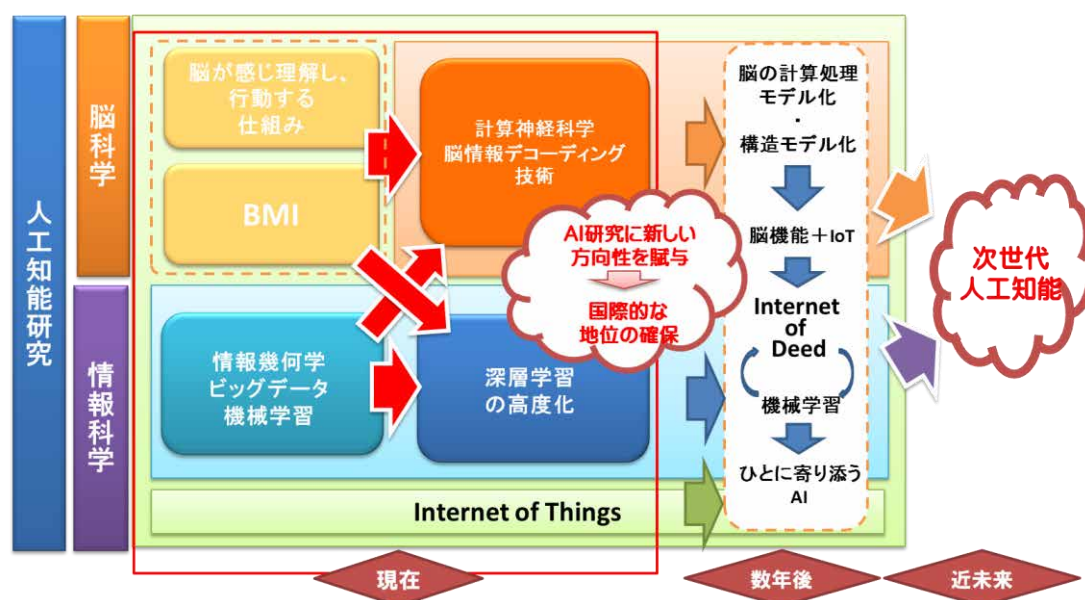 人工知能研究
脳科学
情報科学
脳が感じ理解し、
行動する
仕組み
BMI
計算神経科学
脳情報デコーディング
技術
AI研究に新しい
方向性を賦与
国際的な
地位の確保
情報幾何学
ビッグデータ
機械学習
深層学習
の高度化
Internet of Things
脳の計算処理
モデル化
・
構造モデル化
脳機能＋IoT
Internet
of
Deed
機械学習
ひとに寄り添う
AI
次世代
人工知能
現在
数年後
近未来